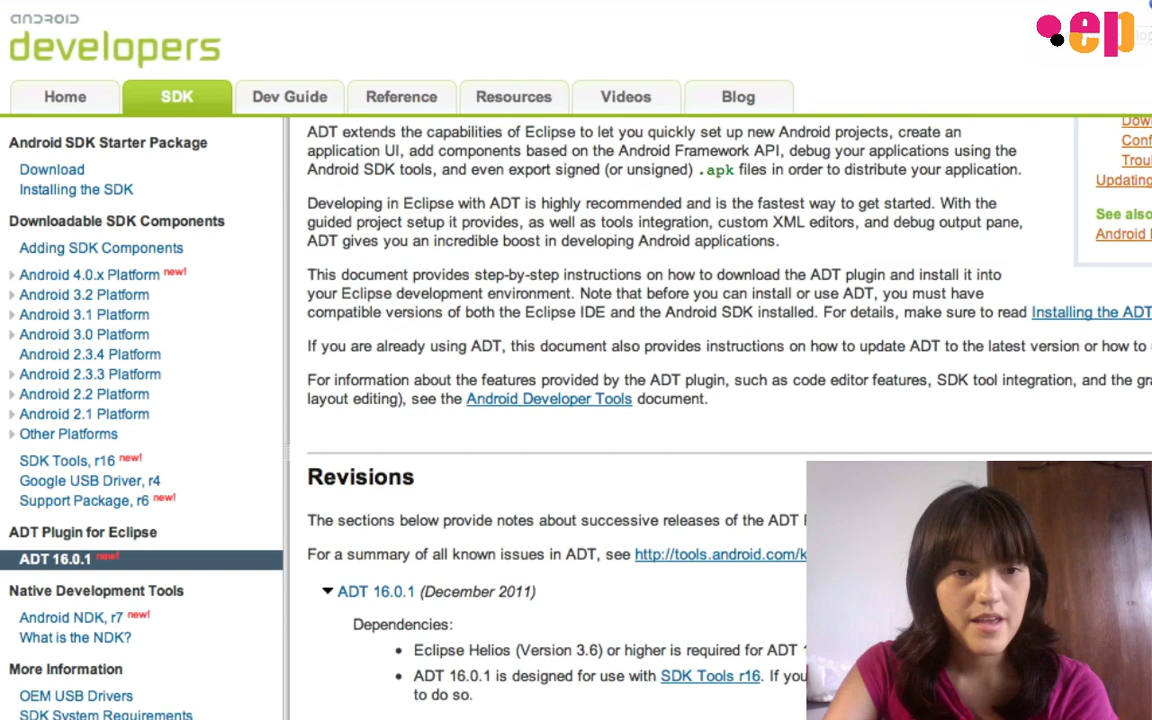 ANDROID
developers
.ep
Home
SDK
Dev Guide
Reference
Resources
Videos
Blog
Android SDK Starter Package
Download
Installing the SDK
Downloadable SDK Components
Adding SDK Components
Android 4.0.x Platform new!
Android 3.2 Platform
Android 3.1 Platform
Android 3.0 Platform
Android 2.3.4 Platform
Android 2.3.3 Platform
Android 2.2 Platform
Android 2.1 Platform
Other Platforms
SDK Tools, r16 new!
Google USB Driver, r4
Support Package, r6 new!
ADT Plugin for Eclipse
ADT 16.0.1 new!
Native Development Tools
Android NDK, r7 new!
What is the NDK?
More Information
OEM USB Drivers
SDK System Requirements
ADT extends the capabilities of Eclipse to let you quickly set up new Android projects, create an
application UI, add components based on the Android Framework API, debug your applications using the
Android SDK tools, and even export signed (or unsigned) .apk files in order to distribute your application.
Developing in Eclipse with ADT is highly recommended and is the fastest way to get started. With the
guided project setup it provides, as well as tools integration, custom XML editors, and debug output pane,
ADT gives you an incredible boost in developing Android applications.
This document provides step-by-step instructions on how to download the ADT plugin and install it into
your Eclipse development environment. Note that before you can install or use ADT, you must have
compatible versions of both the Eclipse IDE and the Android SDK installed. For details, make sure to read Installing the ADT
If you are already using ADT, this document also provides instructions on how to update ADT to the latest version or how to
For information about the features provided by the ADT plugin, such as code editor features, SDK tool integration, and the gra
layout editing), see the Android Developer Tools document.
Revisions
The sections below provide notes about successive releases of the ADT
For a summary of all known issues in ADT, see http://tools.android.com/k
ADT 16.0.1 (December 2011)
Dependencies:
• Eclipse Helios (Version 3.6) or higher is required for ADT
• ADT 16.0.1 is designed for use with SDK Tools r16. If you
to do so.
Conf
Trou
Updating
See also
Android